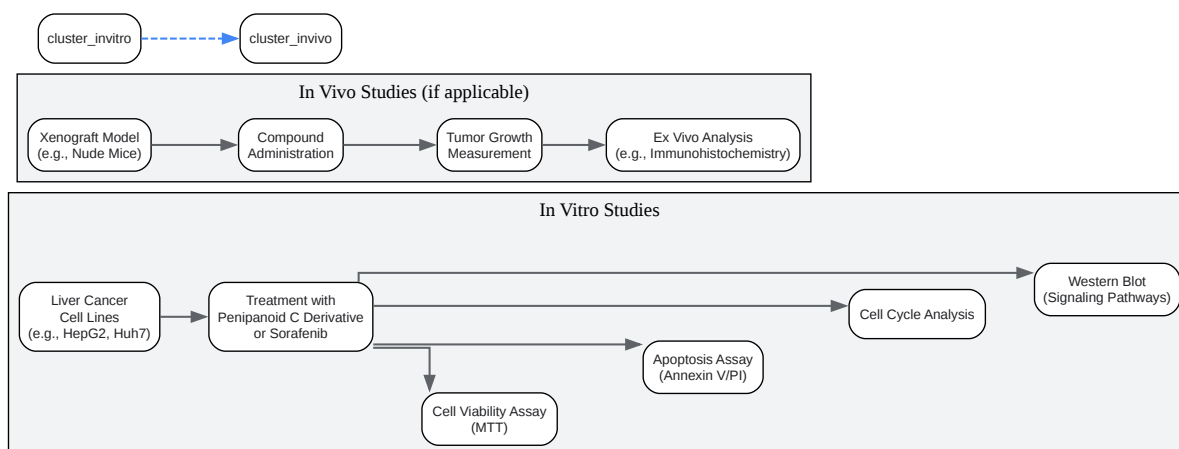 cluster_invitro
cluster_invivo
In Vivo Studies (if applicable)
Xenograft Model
(e.g., Nude Mice)
Compound
Administration
Tumor Growth
Measurement
Ex Vivo Analysis
(e.g., Immunohistochemistry)
In Vitro Studies
Liver Cancer
Cell Lines
(e.g., HepG2, Huh7)
Treatment with
Penipanoid C Derivative
or Sorafenib
Western Blot
(Signaling Pathways)
Cell Cycle Analysis
Apoptosis Assay
(Annexin V/PI)
Cell Viability Assay
(MTT)